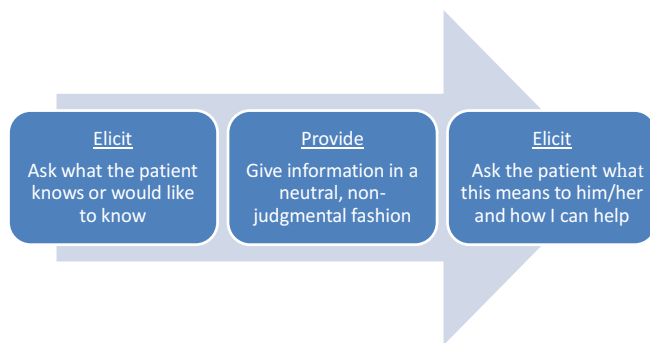 Elicit
Ask what the patient
knows or would like
to know
Provide
Give information in a
neutral, non-
judgmental fashion
Elicit
Ask the patient what
this means to him/her
and how I can help